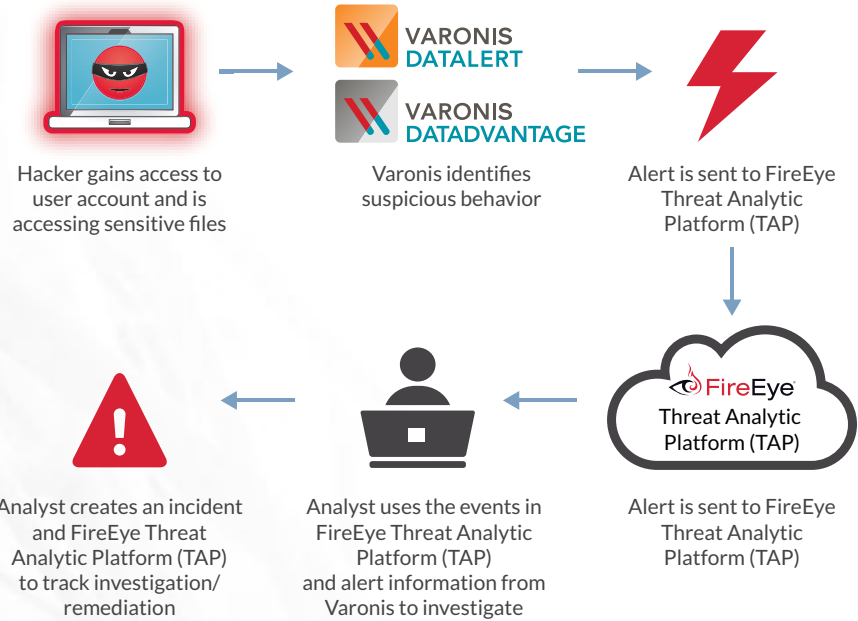 VARONIS
DATALERT
VARONIS
DATADVANTAGE
Hacker gains access to
user account and is
accessing sensitive files
Varonis identifies
suspicious behavior
Alert is sent to FireEye
Threat Analytic
Platform (TAP)
FireEye
Threat Analytic
Platform (TAP)
Analyst creates an incident
and FireEye Threat
Analytic Platform (TAP)
to track investigation/
remediation
Analyst uses the events in
FireEye Threat Analytic
Platform (TAP)
and alert information from
Varonis to investigate
Alert is sent to FireEye
Threat Analytic
Platform (TAP)